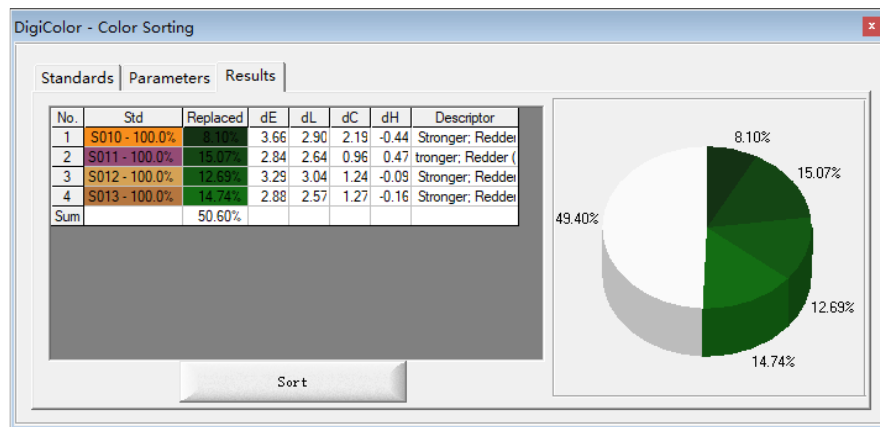 DigiColor - Color Sorting
x
Standards Parameters Results
No. Std Replaced dE dL dC dH Descriptor
1 S010 - 100.0% 8.10% 3.66 2.90 2.19 -0.44 Stronger; Redder
2 S011 - 100.0% 15.07% 2.84 2.64 0.96 0.47 tronger; Redder (
3 S012 - 100.0% 12.69% 3.29 3.04 1.24 -0.09 Stronger; Redder
4 S013 - 100.0% 14.74% 2.88 2.57 1.27 -0.16 Stronger; Redder
Sum 50.60%
8.10%
15.07%
49.40%
12.69%
14.74%
Sort